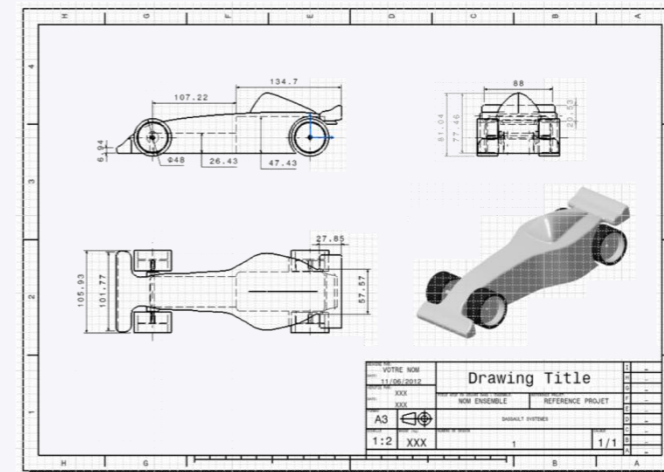 H G F E D C B A
4
3
2
1
134.7
107.22
6.94
Φ48
26.43
47.43
88
81.04
77.46
20.53
27.85
105.93
101.77
57.57
VOTRE NOM
11/06/2012
XXX
XXX
Drawing Title
NOM ENSEMBLE
REFERENCE PROJET
A3
DASSAULT SYSTEMES
1:2
XXX
1
1/1
I
H
G
F
E
D
C
B
A
H G B A